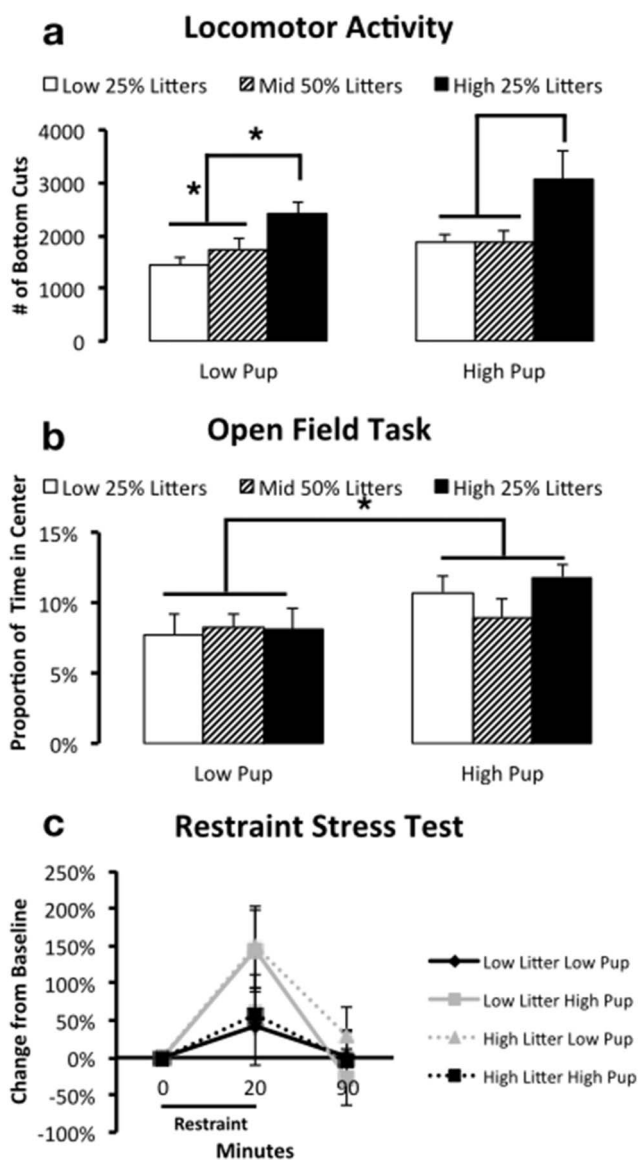 a
Locomotor Activity
Low 25% Litters Mid 50% Litters High 25% Litters
# of Bottom Cuts
4000
3000
2000
1000
0
*
*
Low Pup High Pup
b
Open Field Task
Low 25% Litters Mid 50% Litters High 25% Litters
Proportion of Time in Center
15%
10%
5%
0%
*
Low Pup High Pup
c
Restraint Stress Test
Change from Baseline
250%
200%
150%
100%
50%
0%
-50%
-100%
0 20 90
Restraint
Minutes
Low Litter Low Pup
Low Litter High Pup
High Litter Low Pup
High Litter High Pup